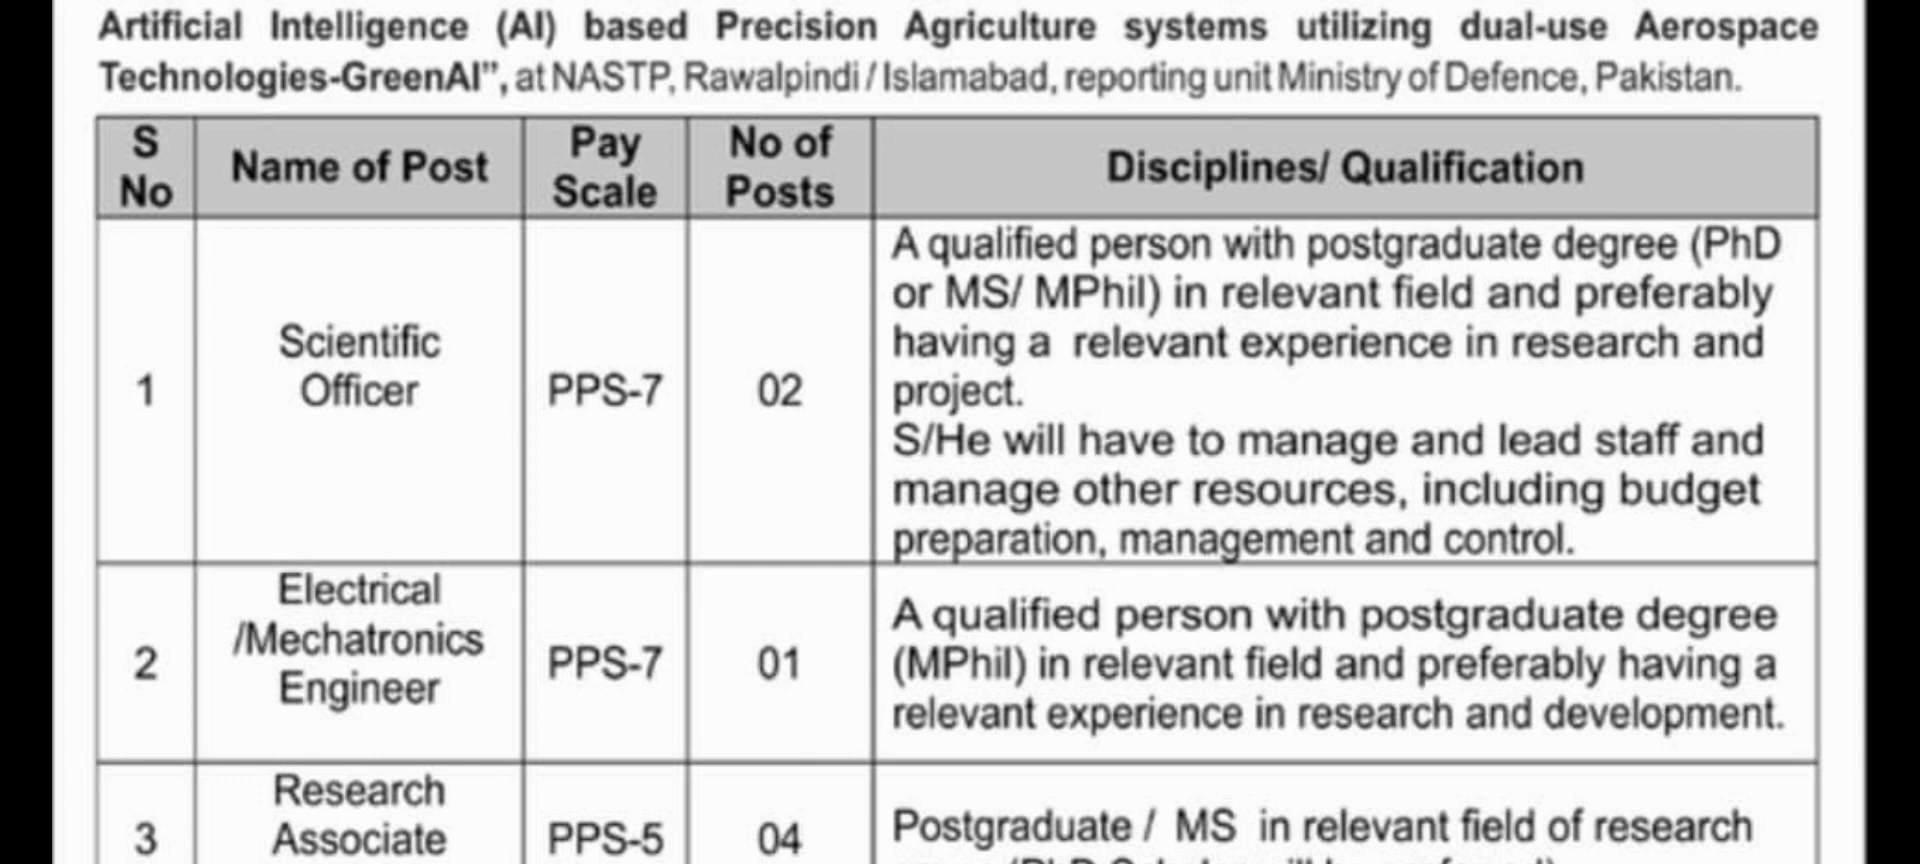 Artificial Intelligence (AI) based Precision Agriculture systems utilizing dual-use Aerospace
Technologies-GreenAI”, at NASTP, Rawalpindi / Islamabad, reporting unit Ministry of Defence, Pakistan.
S No
Name of Post
Pay Scale
No of Posts
Disciplines/ Qualification
1
Scientific
Officer
PPS-7
02
A qualified person with postgraduate degree (PhD
or MS/ MPhil) in relevant field and preferably
having a relevant experience in research and
project.
S/He will have to manage and lead staff and
manage other resources, including budget
preparation, management and control.
2
Electrical
/Mechatronics
Engineer
PPS-7
01
A qualified person with postgraduate degree
(MPhil) in relevant field and preferably having a
relevant experience in research and development.
3
Research
Associate
PPS-5
04
Postgraduate / MS in relevant field of research